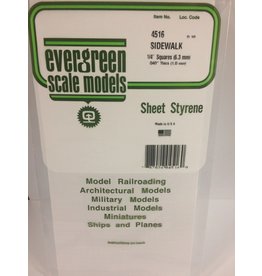 Item No.
Loc. Code
4516
SIDEWALK
1/4" Squares (6.3 mm)
.040" Thick (1.0 mm)
Made in U S A
evergreen
scale models
Sheet Styrene
Model Railroading
Architectural Models
Military Models
Industrial Models
Miniatures
Ships and Planes